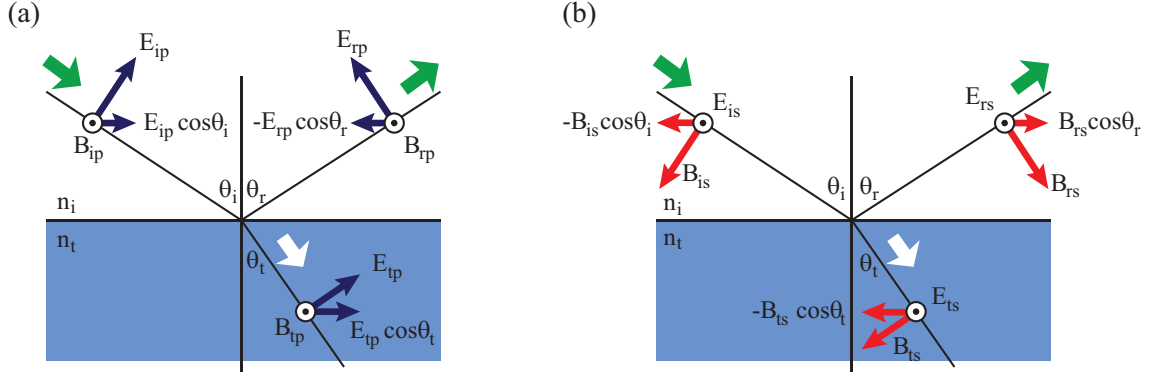 (a)
E_ip
E_rp
E_ip cosθ_i
-E_rp cosθ_r
B_ip
B_rp
θ_i
θ_r
n_i
n_t
θ_t
E_tp
B_tp
E_tp cosθ_t
(b)
E_is
E_rs
-B_is cosθ_i
B_rs cosθ_r
B_is
B_rs
θ_i
θ_r
n_i
n_t
θ_t
E_ts
-B_ts cosθ_t
B_ts